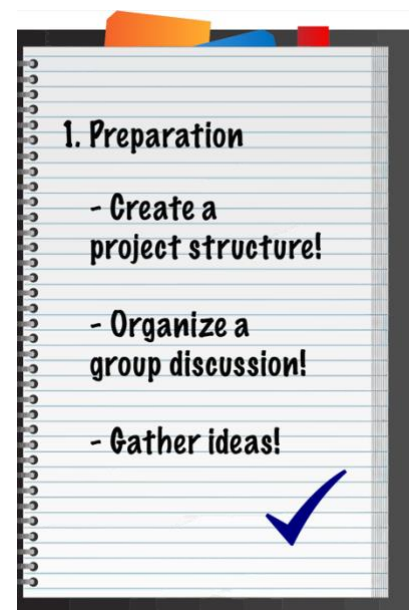 1. Preparation
- Create a
project structure!
- Organize a
group discussion!
- Gather ideas!